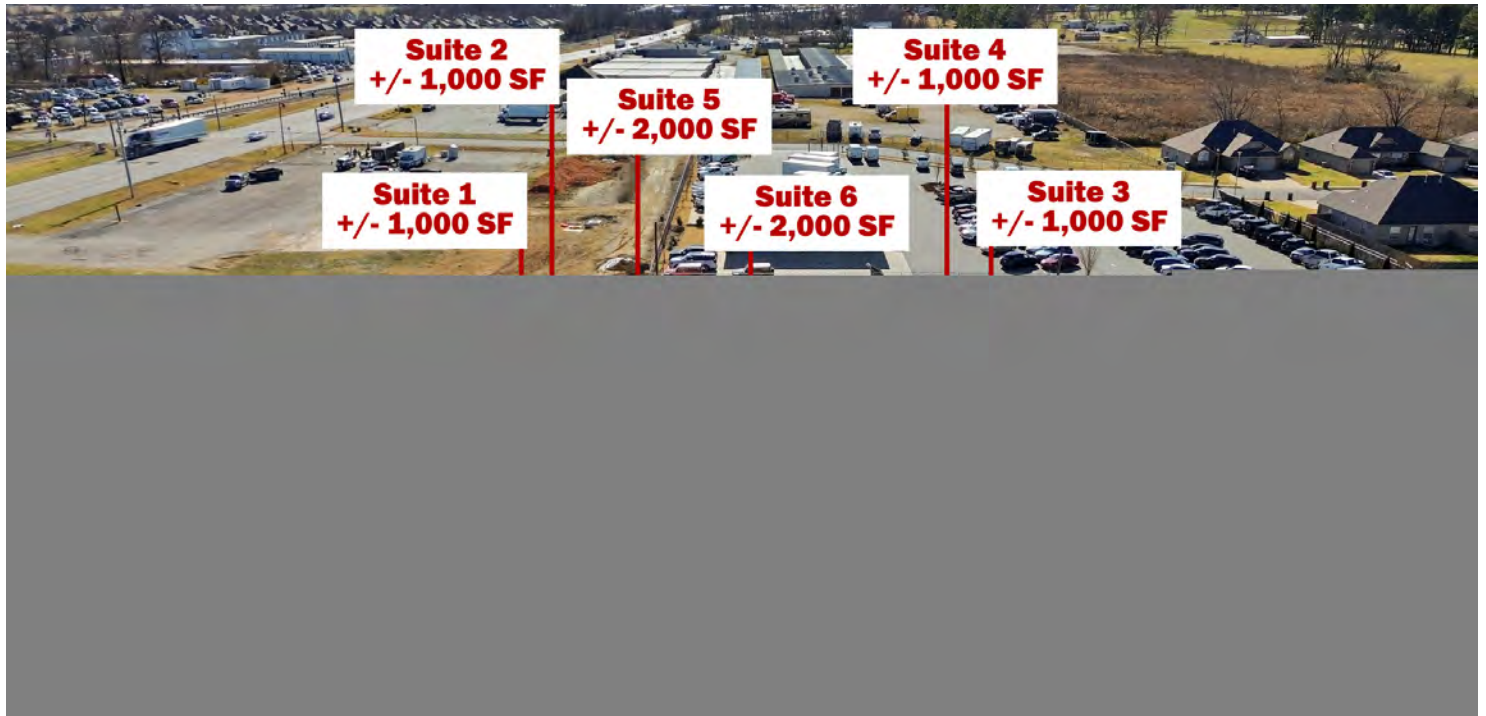 Suite 2
+/- 1,000 SF
Suite 4
+/- 1,000 SF
Suite 5
+/- 2,000 SF
Suite 1
+/- 1,000 SF
Suite 6
+/- 2,000 SF
Suite 3
+/- 1,000 SF